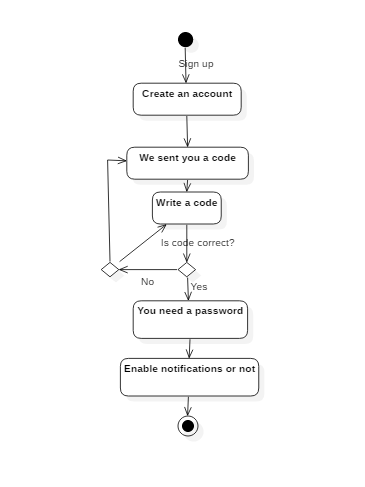 Sign up
Create an account
We sent you a code
Write a code
Is code correct?
No
Yes
You need a password
Enable notifications or not